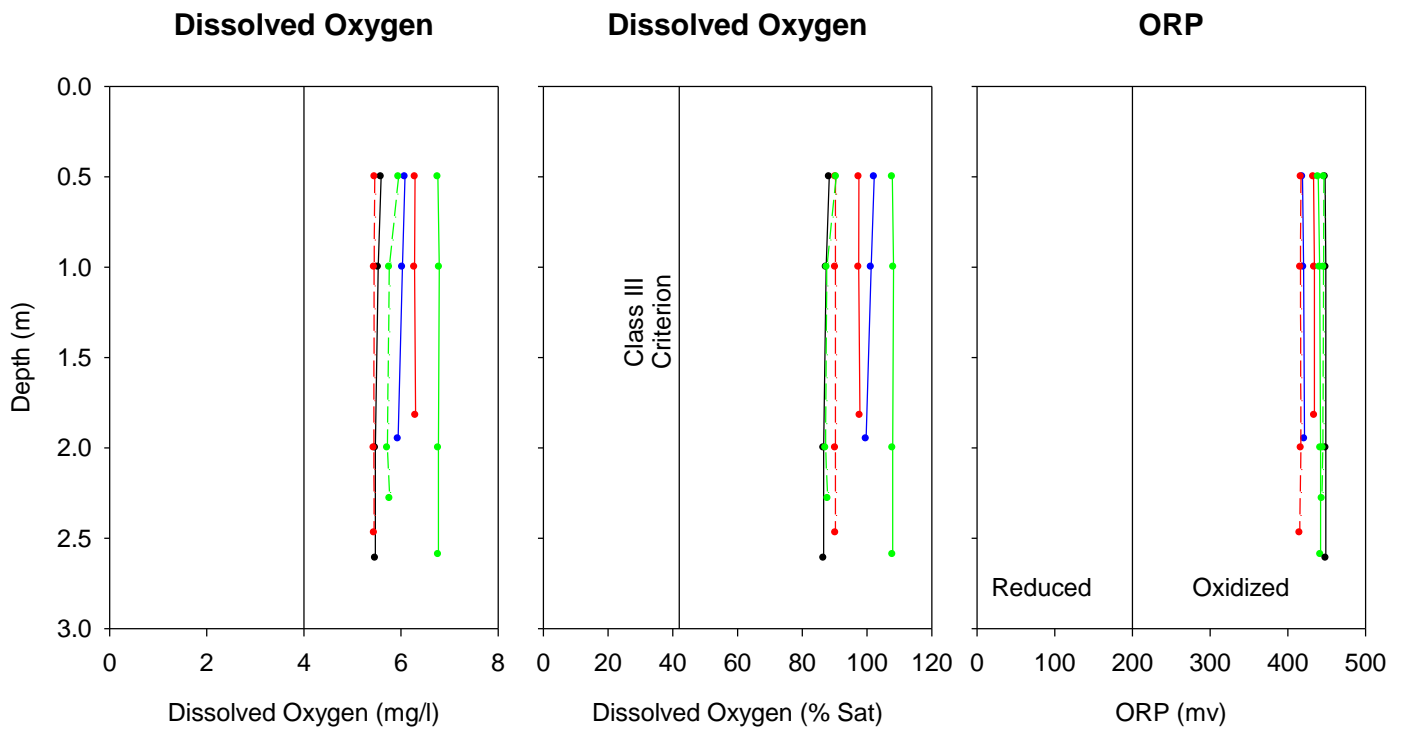 Dissolved Oxygen
Dissolved Oxygen
ORP
Depth (m)
0.0
0.5
1.0
1.5
2.0
2.5
3.0
0 2 4 6 8
Dissolved Oxygen (mg/l)
Class III
Criterion
0 20 40 60 80 100 120
Dissolved Oxygen (% Sat)
Reduced
Oxidized
0 100 200 300 400 500
ORP (mv)